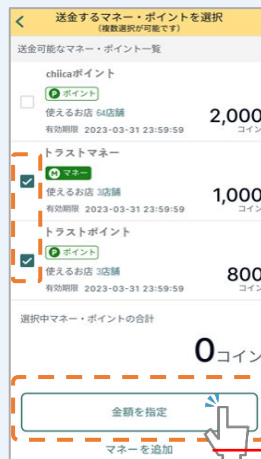 送金するマネー・ポイントを選択
(複数選択が可能です)
送金可能なマネー・ポイント一覧
chiicaポイント
P ポイント
使えるお店 64店舗
2,000
有効期限 2023-03-31 23:59:59
コイン
トラストマネー
M マネー
使えるお店 3店舗
1,000
有効期限 2023-03-31 23:59:59
コイン
トラストポイント
P ポイント
使えるお店 3店舗
800
有効期限 2023-03-31 23:59:59
コイン
選択中マネー・ポイントの合計
0コイン
金額を指定
マネーを追加